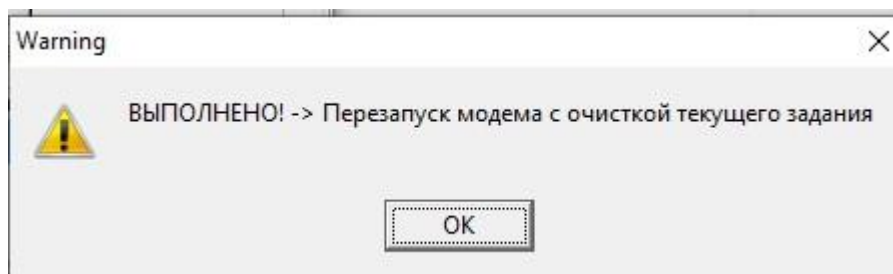 Warning
ВЫПОЛНЕНО! -> Перезапуск модема с очисткой текущего задания
OK